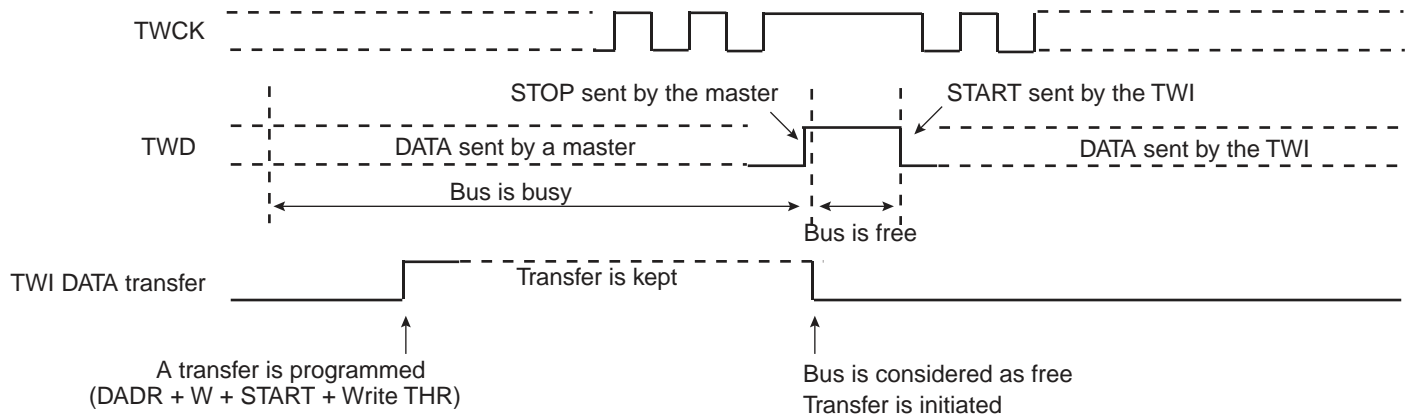 TWCK
STOP sent by the master
START sent by the TWI
TWD
DATA sent by a master
DATA sent by the TWI
Bus is busy
Bus is free
TWI DATA transfer
Transfer is kept
A transfer is programmed
(DADR + W + START + Write THR)
Bus is considered as free
Transfer is initiated